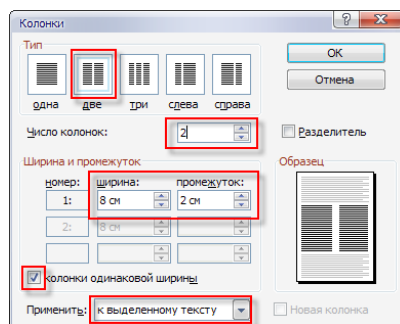 Колонки
Тип
ОК
Отмена
одна две три слева справа
Число колонок: 2
Разделитель
Ширина и промежуток
Образец
номер: ширина: промежуток:
1: 8 см 2 см
2: 8 см
колонки одинаковой ширины
Применить: к выделенному тексту
Новая колонка